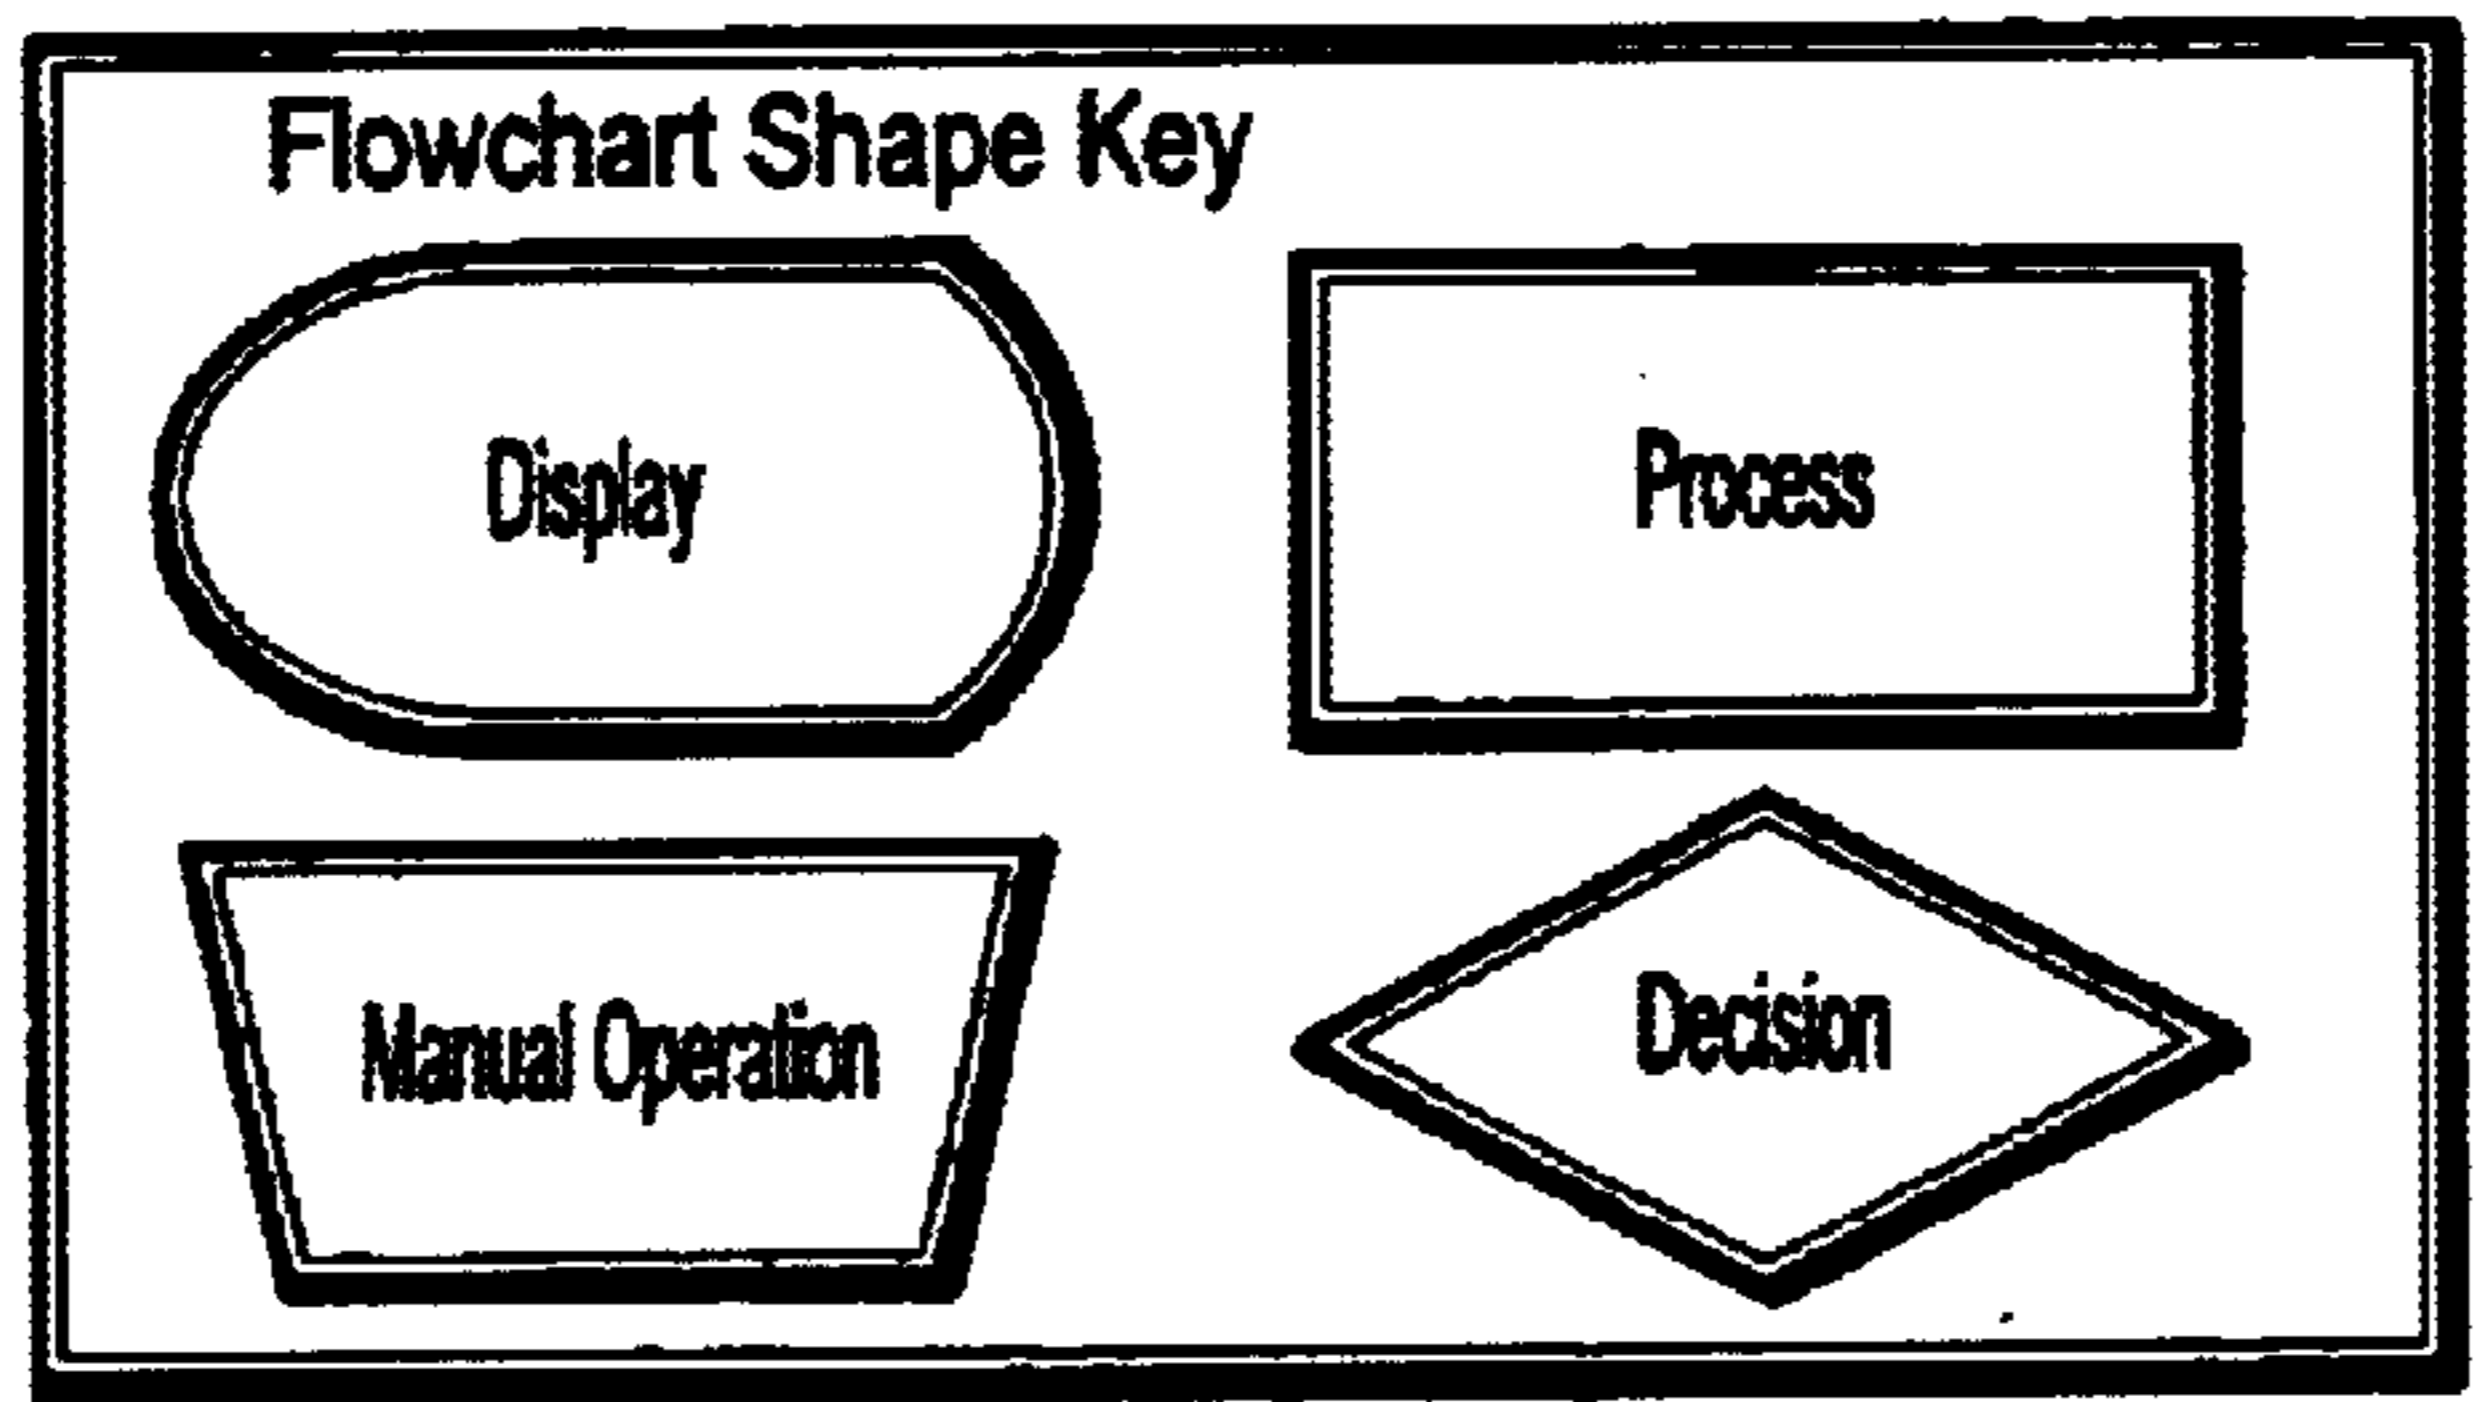 Flowchart Shape Key
Display
Process
Manual Operation
Decision